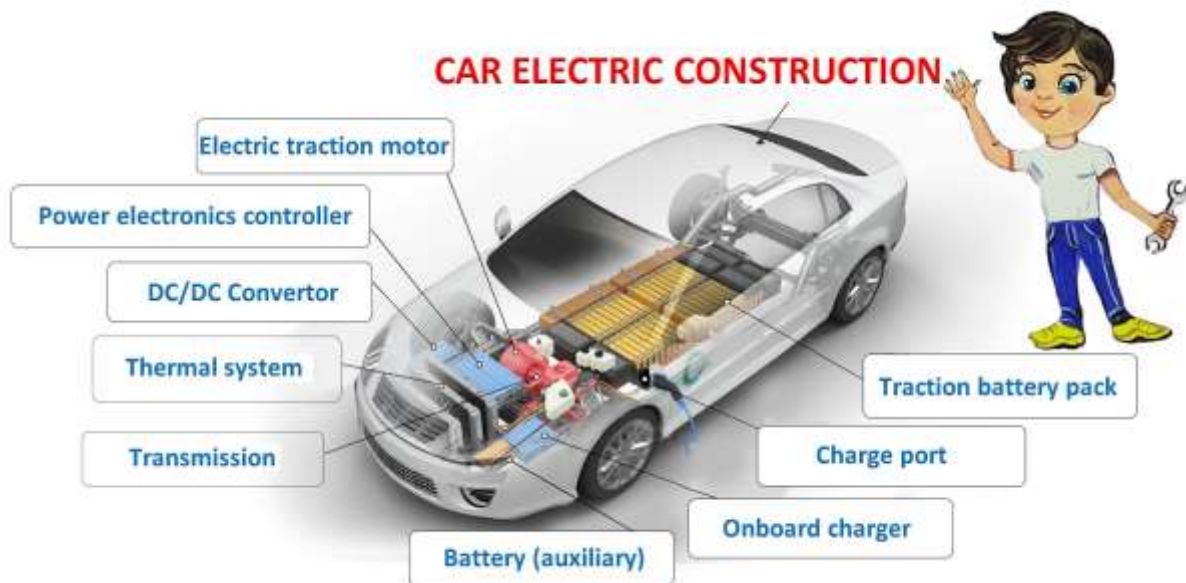 CAR ELECTRIC CONSTRUCTION
Electric traction motor
Power electronics controller
DC/DC Convertor
Thermal system
Transmission
Traction battery pack
Charge port
Onboard charger
Battery (auxiliary)